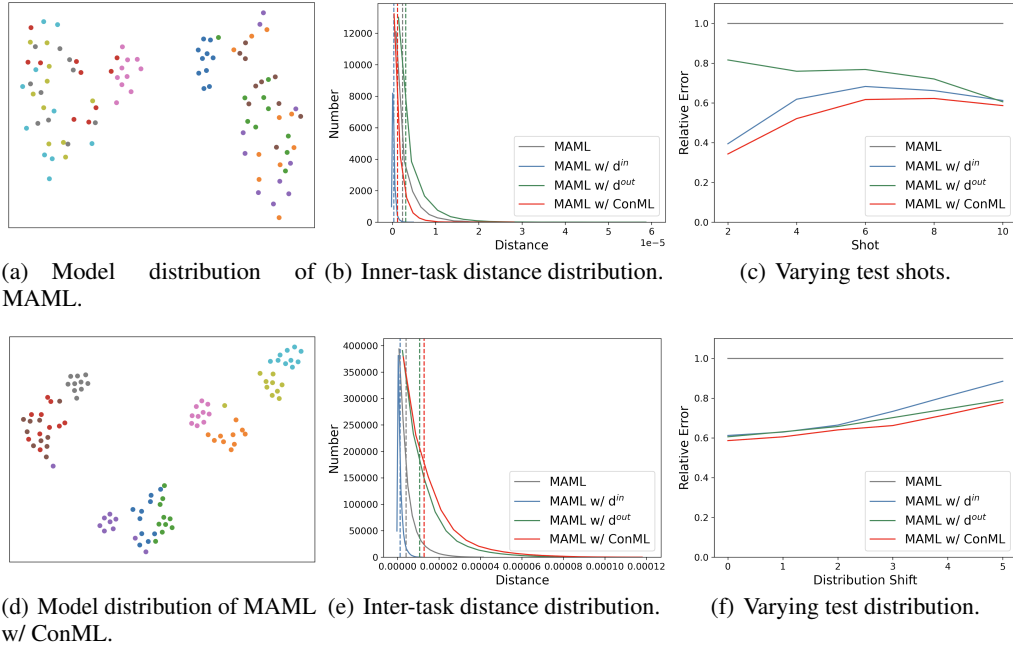 12000
10000
8000
6000
4000
2000
0
Number
0 1 2 3 4 5 6
1e−5
Distance
MAML
MAML w/ d^in
MAML w/ d^out
MAML w/ ConML
1.0
0.8
0.6
0.4
0.2
0.0
Relative Error
2 4 6 8 10
Shot
MAML
MAML w/ d^in
MAML w/ d^out
MAML w/ ConML
(a) Model distribution of
MAML.
(b) Inner-task distance distribution.
(c) Varying test shots.
400000
350000
300000
250000
200000
150000
100000
50000
0
Number
0.00000 0.00002 0.00004 0.00006 0.00008 0.00010 0.00012
Distance
MAML
MAML w/ d^in
MAML w/ d^out
MAML w/ ConML
1.0
0.8
0.6
0.4
0.2
0.0
Relative Error
0 1 2 3 4 5
Distribution Shift
MAML
MAML w/ d^in
MAML w/ d^out
MAML w/ ConML
(d) Model distribution of MAML
w/ ConML.
(e) Inter-task distance distribution.
(f) Varying test distribution.